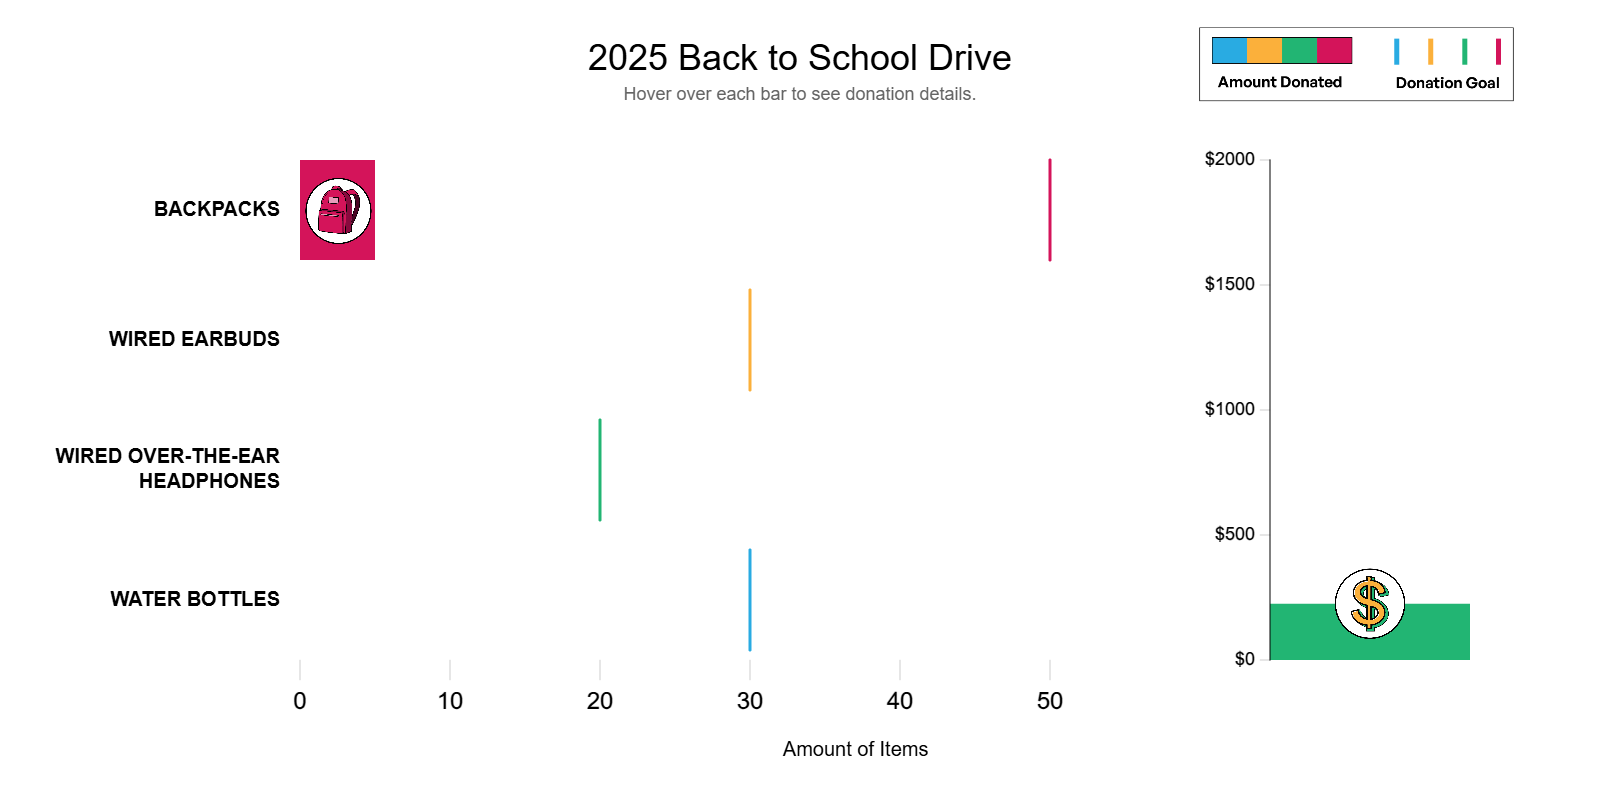 2025 Back to School Drive
Hover over each bar to see donation details.
Amount Donated
Donation Goal
BACKPACKS
WIRED EARBUDS
WIRED OVER-THE-EAR
HEADPHONES
WATER BOTTLES
0 10 20 30 40 50
Amount of Items
$2000
$1500
$1000
$500
$0
$